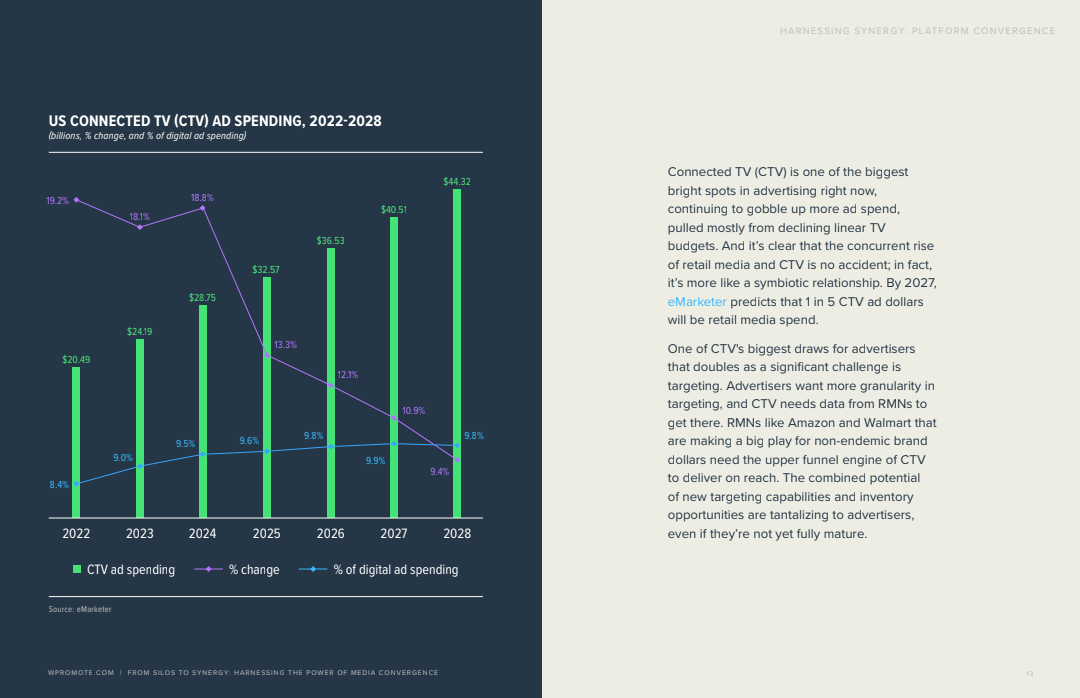 US CONNECTED TV (CTV) AD SPENDING, 2022-2028
(billions, % change, and % of digital ad spending)
$44.32
19.2%
18.8%
$40.51
18.1%
$36.53
$32.57
$28.75
$24.19
13.3%
$20.49
12.1%
10.9%
9.8%
9.8%
9.6%
9.5%
9.0%
9.9%
9.4%
8.4%
2022 2023 2024 2025 2026 2027 2028
CTV ad spending % change % of digital ad spending
Source: eMarketer
WPROMOTE.COM | FROM SILOS TO SYNERGY: HARNESSING THE POWER OF MEDIA CONVERGENCE
HARNESSING SYNERGY: PLATFORM CONVERGENCE
Connected TV (CTV) is one of the biggest
bright spots in advertising right now,
continuing to gobble up more ad spend,
pulled mostly from declining linear TV
budgets. And it's clear that the concurrent rise
of retail media and CTV is no accident; in fact,
it's more like a symbiotic relationship. By 2027,
eMarketer predicts that 1 in 5 CTV ad dollars
will be retail media spend.
One of CTV's biggest draws for advertisers
that doubles as a significant challenge is
targeting. Advertisers want more granularity in
targeting, and CTV needs data from RMNs to
get there. RMNs like Amazon and Walmart that
are making a big play for non-endemic brand
dollars need the upper funnel engine of CTV
to deliver on reach. The combined potential
of new targeting capabilities and inventory
opportunities are tantalizing to advertisers,
even if they're not yet fully mature.
13